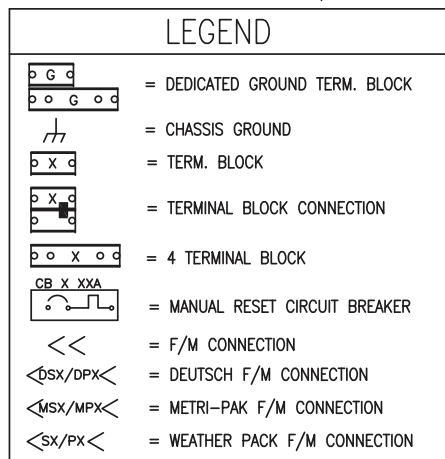 LEGEND
G
G
= DEDICATED GROUND TERM. BLOCK
= CHASSIS GROUND
X = TERM. BLOCK
X
= TERMINAL BLOCK CONNECTION
X = 4 TERMINAL BLOCK
CB X XXA
= MANUAL RESET CIRCUIT BREAKER
<< = F/M CONNECTION
<DSX/DPX< = DEUTSCH F/M CONNECTION
<MSX/MPX< = METRI-PAK F/M CONNECTION
<SX/PX< = WEATHER PACK F/M CONNECTION